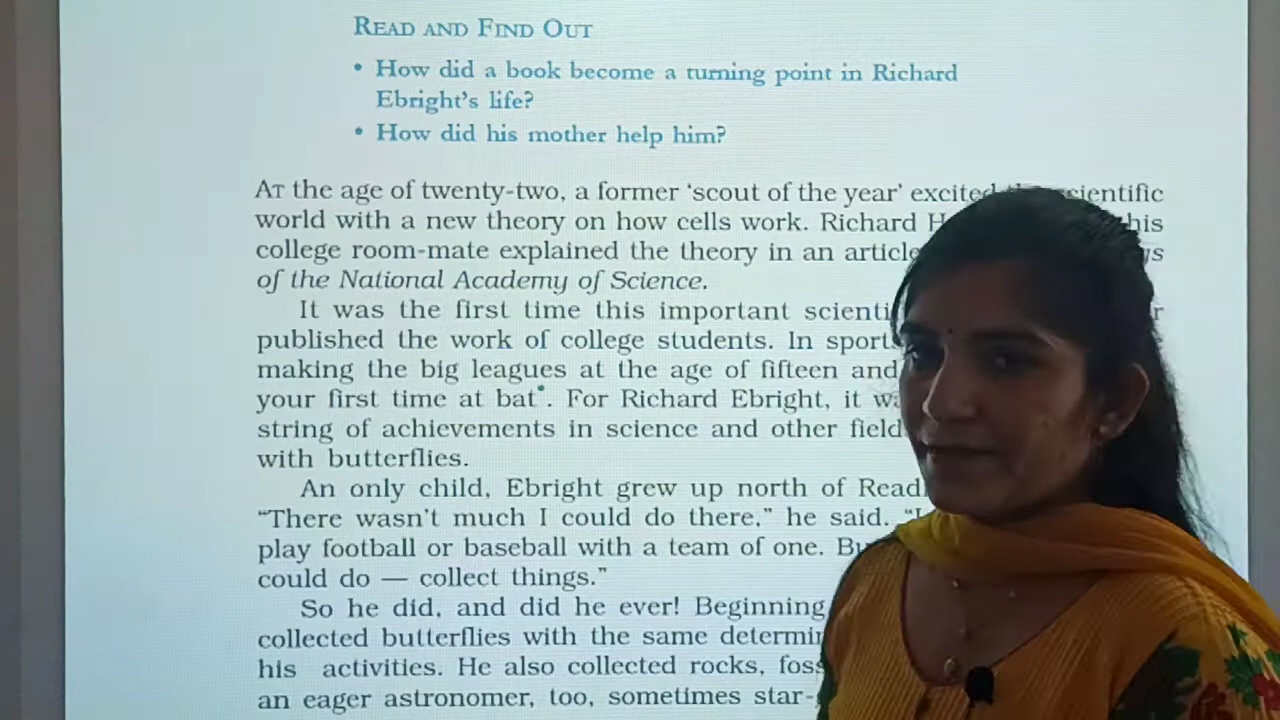 READ AND FIND OUT
• How did a book become a turning point in Richard
Ebright's life?
• How did his mother help him?
AT the age of twenty-two, a former 'scout of the year' excited scientific
world with a new theory on how cells work. Richard his
college room-mate explained the theory in an article
of the National Academy of Science.
It was the first time this important
published the work of college students. In
making the big leagues at the age of fifteen and
your first time at bat*. For Richard Ebright, it
string of achievements in science and other
with butterflies.
An only child, Ebright grew up north of
"There wasn't much I could do there," he said.
play football or baseball with a team of one.
could do — collect things."
So he did, and did he ever! Beginning
collected butterflies with the same
his activities. He also collected rocks,
an eager astronomer, too, sometimes